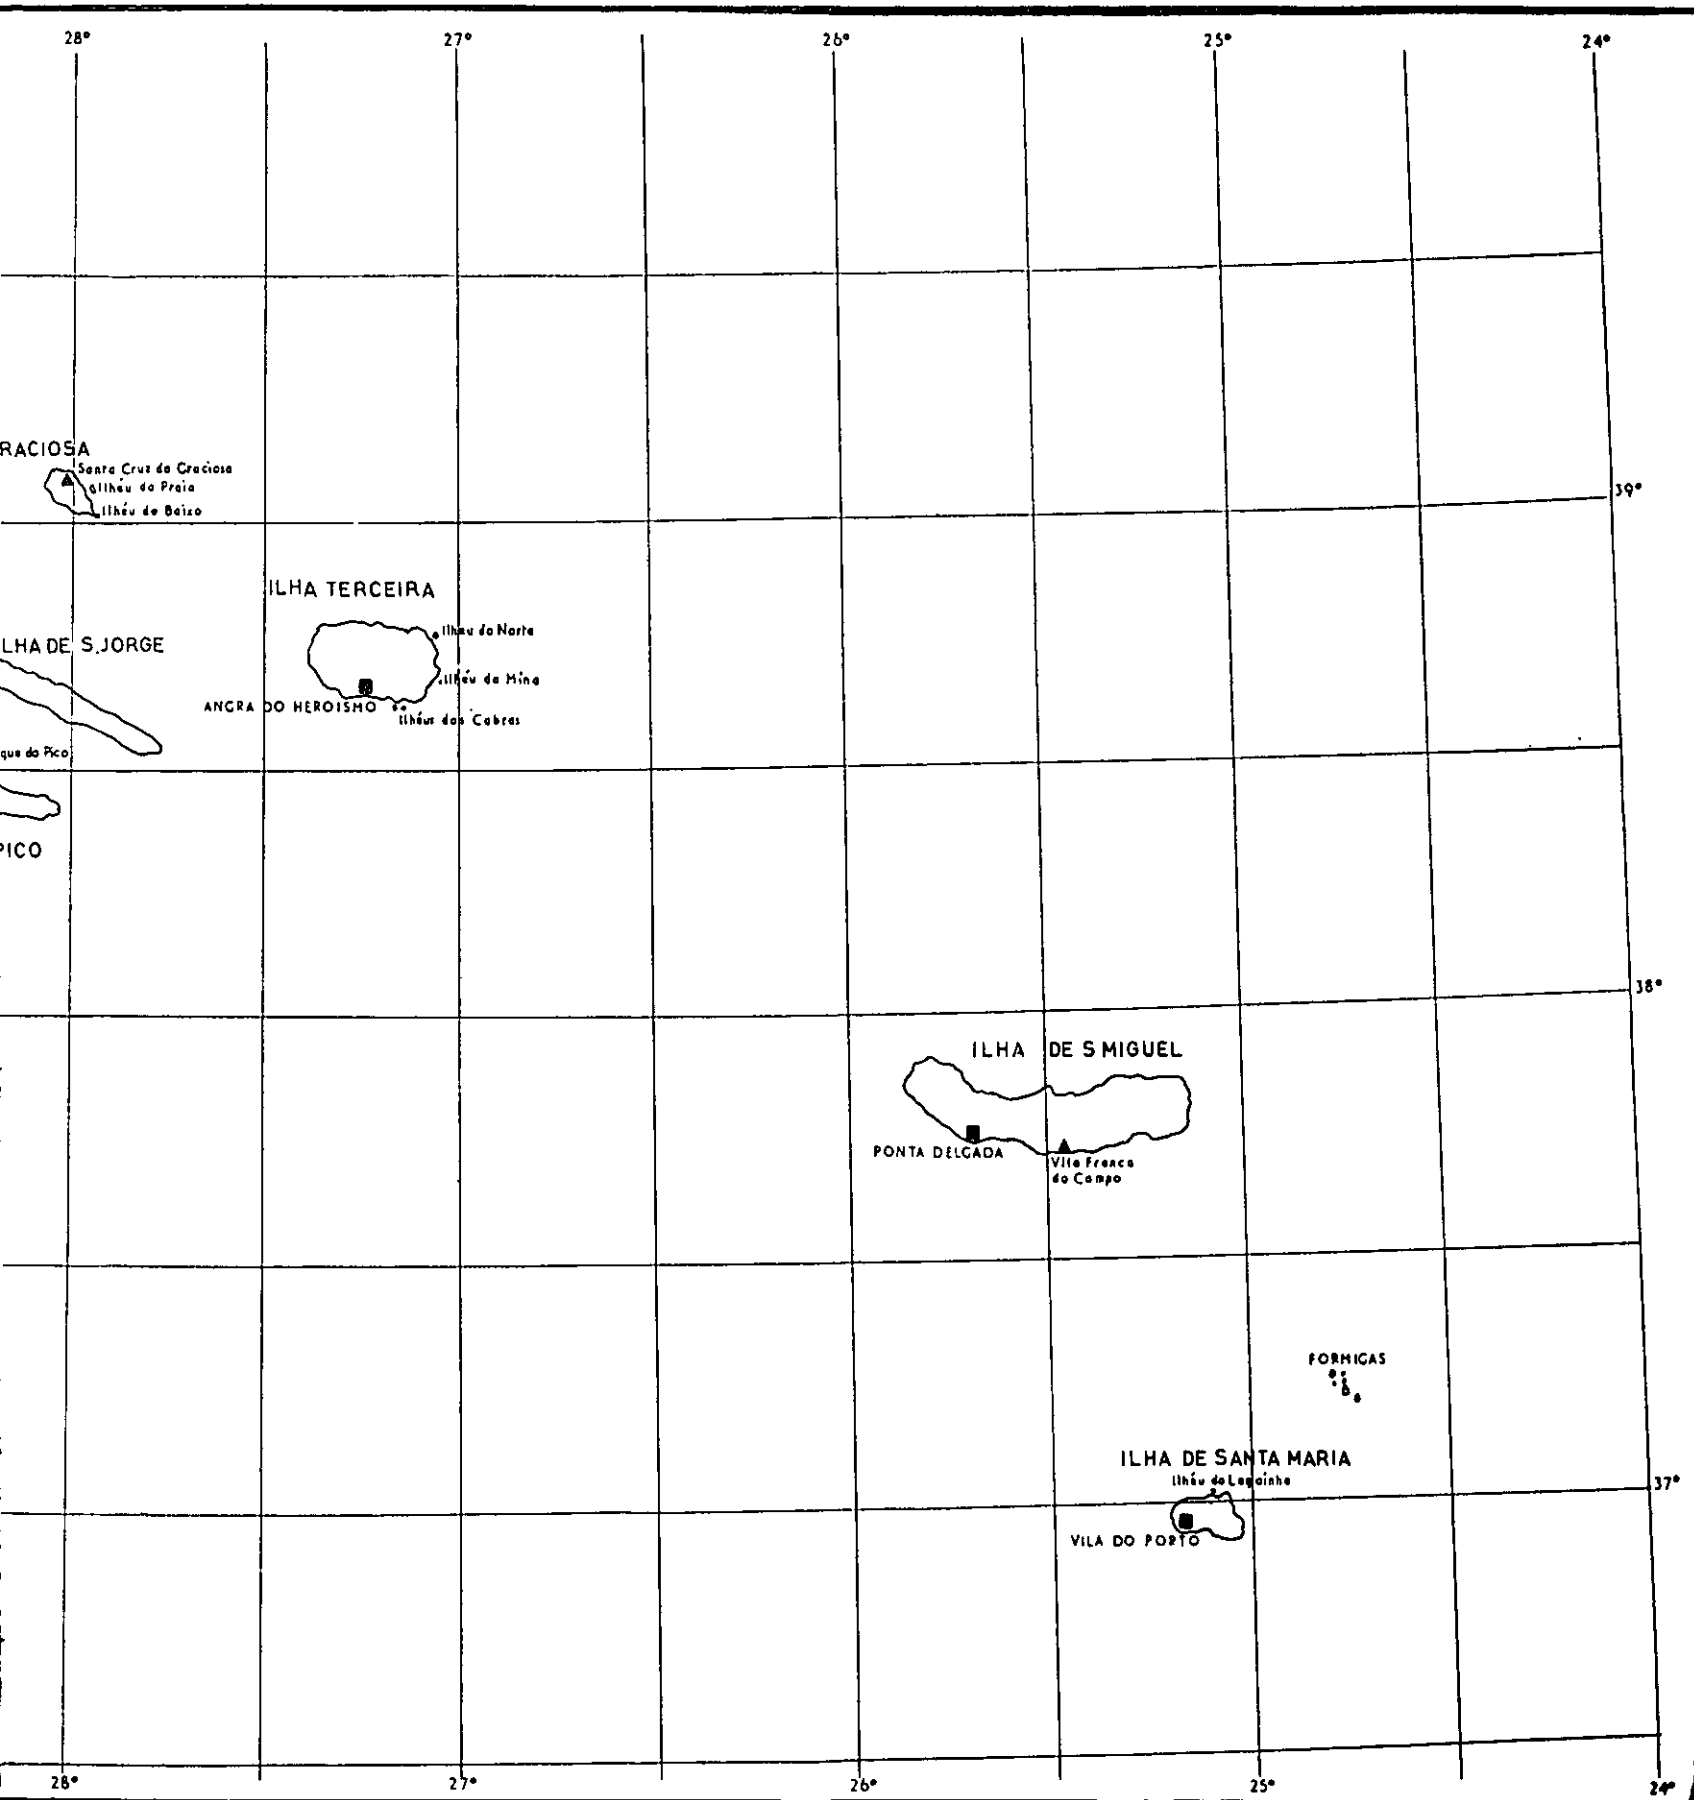 28° 27° 26° 25° 24°
RACIOSA
Santa Cruz da Graciosa
Ilhéu da Praia
Ilhéu de Baixo
39°
ILHA TERCEIRA
Ilhéu do Norte
LHA DE S.JORGE
Ilhéu da Mina
ANGRA DO HEROISMO
Ilhéus das Cabras
que do Pico
PICO
38°
ILHA DE S MIGUEL
PONTA DELGADA
Vila Franca
do Campo
FORMIGAS
ILHA DE SANTA MARIA
37°
VILA DO PORTO
28° 27° 26° 25° 24°